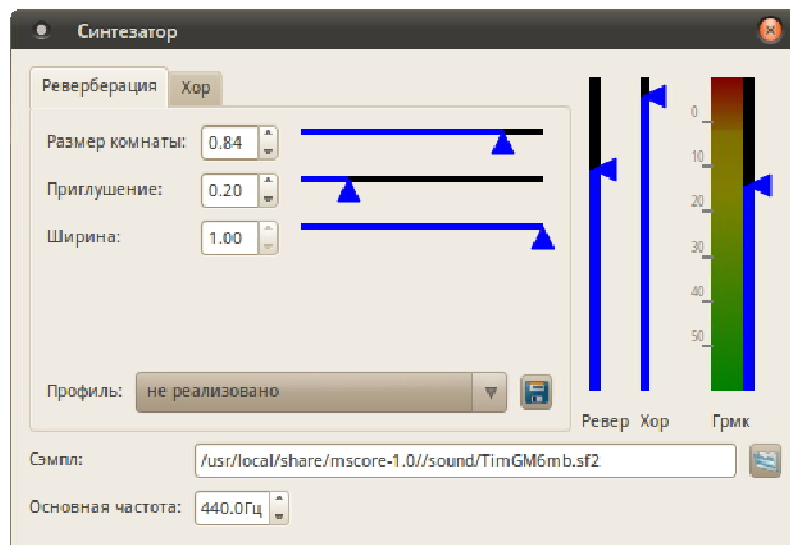 Синтезатор
Реверберация
Хор
Размер комнаты: 0.84
Приглушение: 0.20
Ширина: 1.00
Профиль: не реализовано
0
10
20
30
40
50
Ревер Хор Грмк
Сэмпл: /usr/local/share/mscore-1.0//sound/TimGM6mb.sf2
Основная частота: 440.0Гц